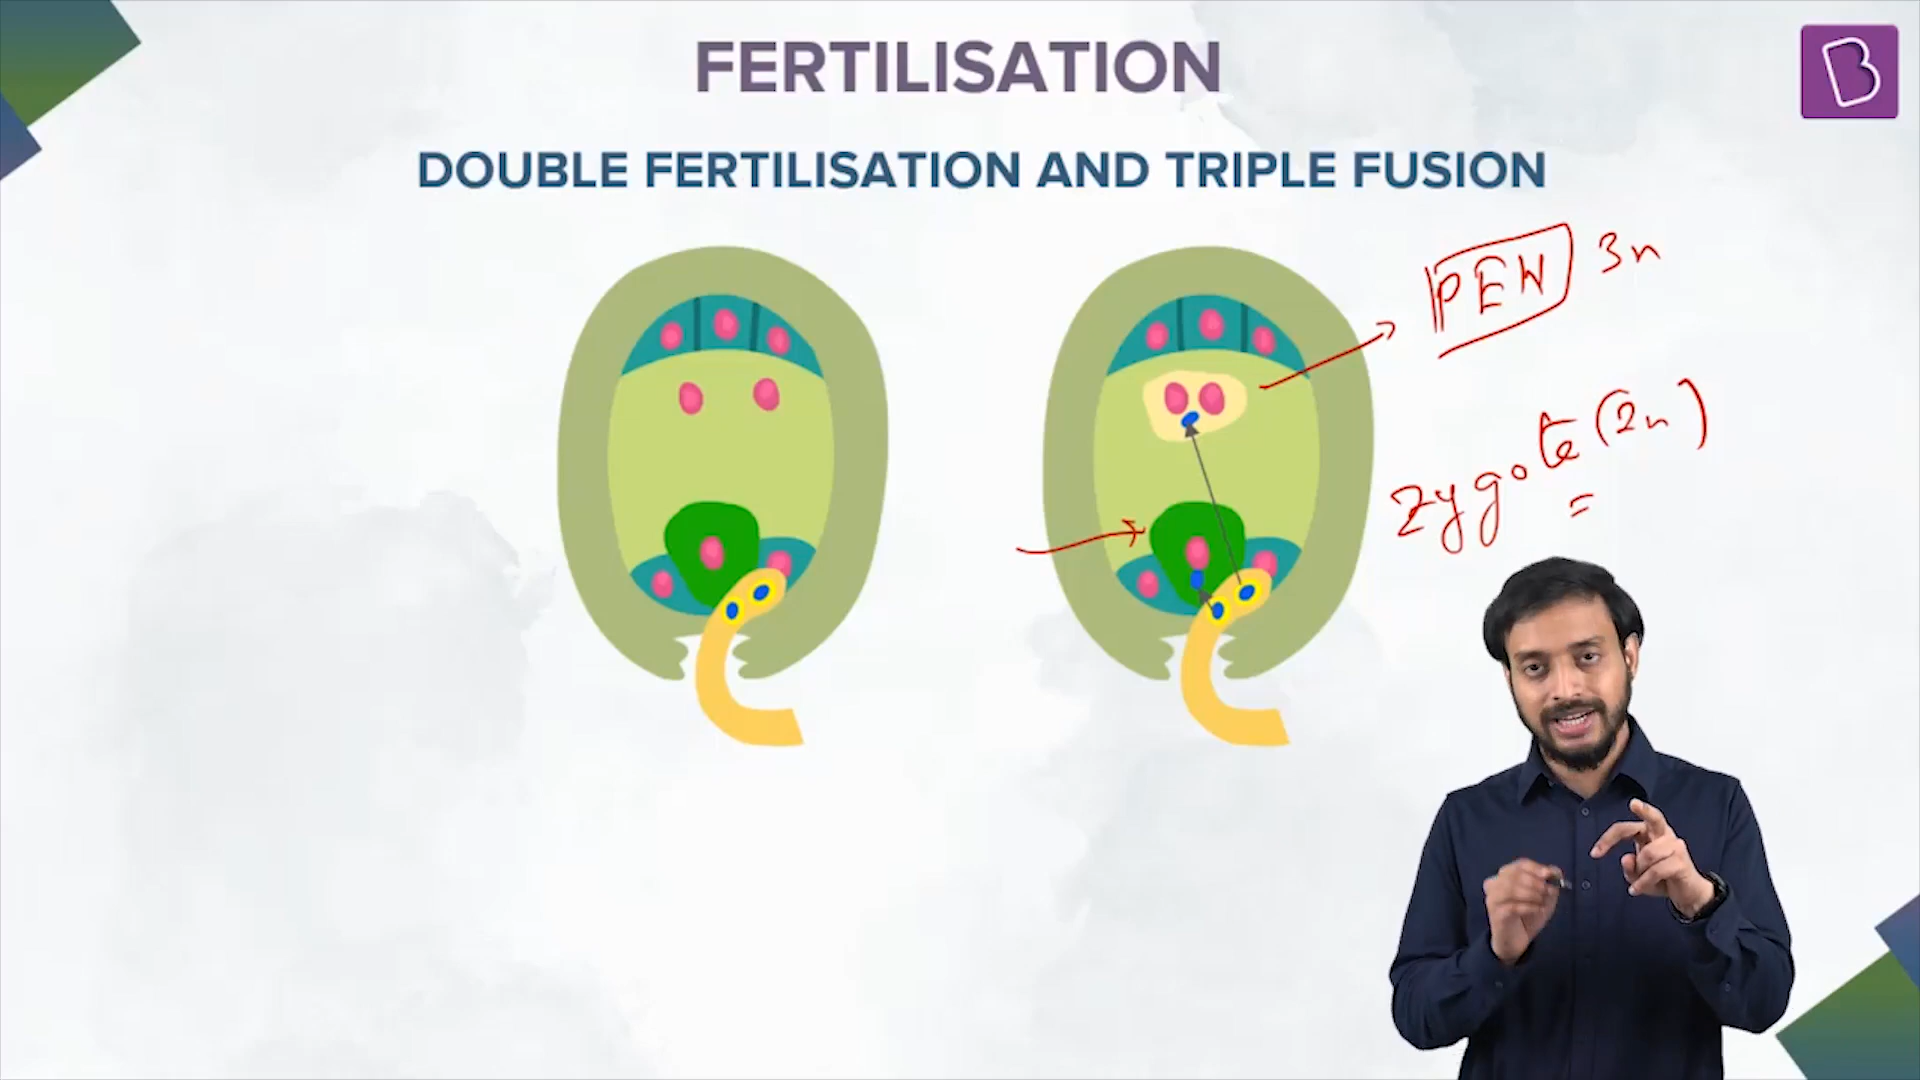 FERTILISATION
DOUBLE FERTILISATION AND TRIPLE FUSION
PEN 3n
Zygote (2n)
=
B